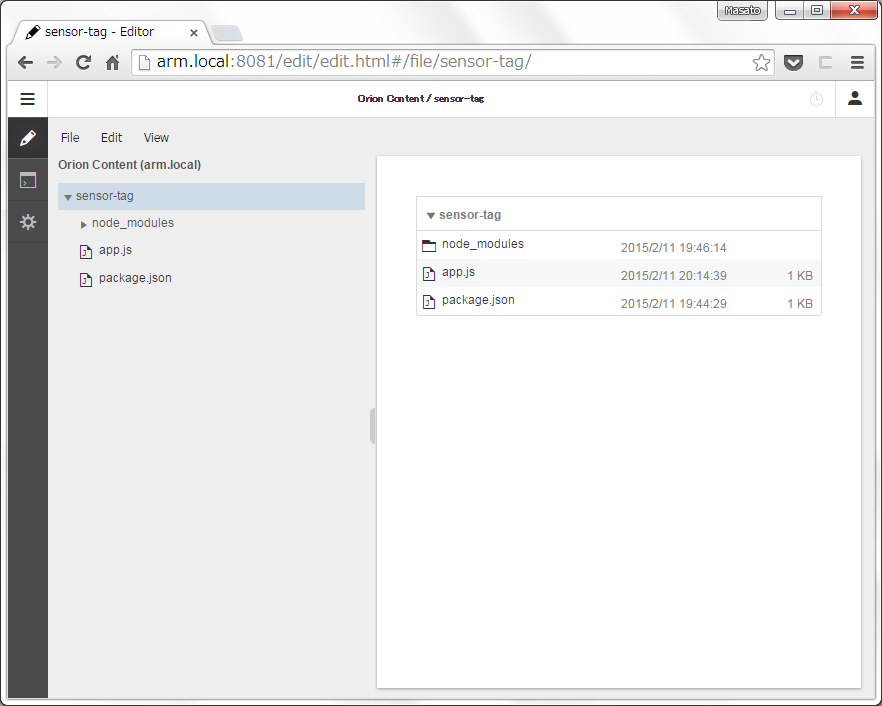 Masato
sensor-tag - Editor
arm.local:8081/edit/edit.html#/file/sensor-tag/
Orion Content / sensor-tag
File Edit View
Orion Content (arm.local)
sensor-tag
node_modules
app.js
package.json
sensor-tag
node_modules 2015/2/11 19:46:14
app.js 2015/2/11 20:14:39 1 KB
package.json 2015/2/11 19:44:29 1 KB